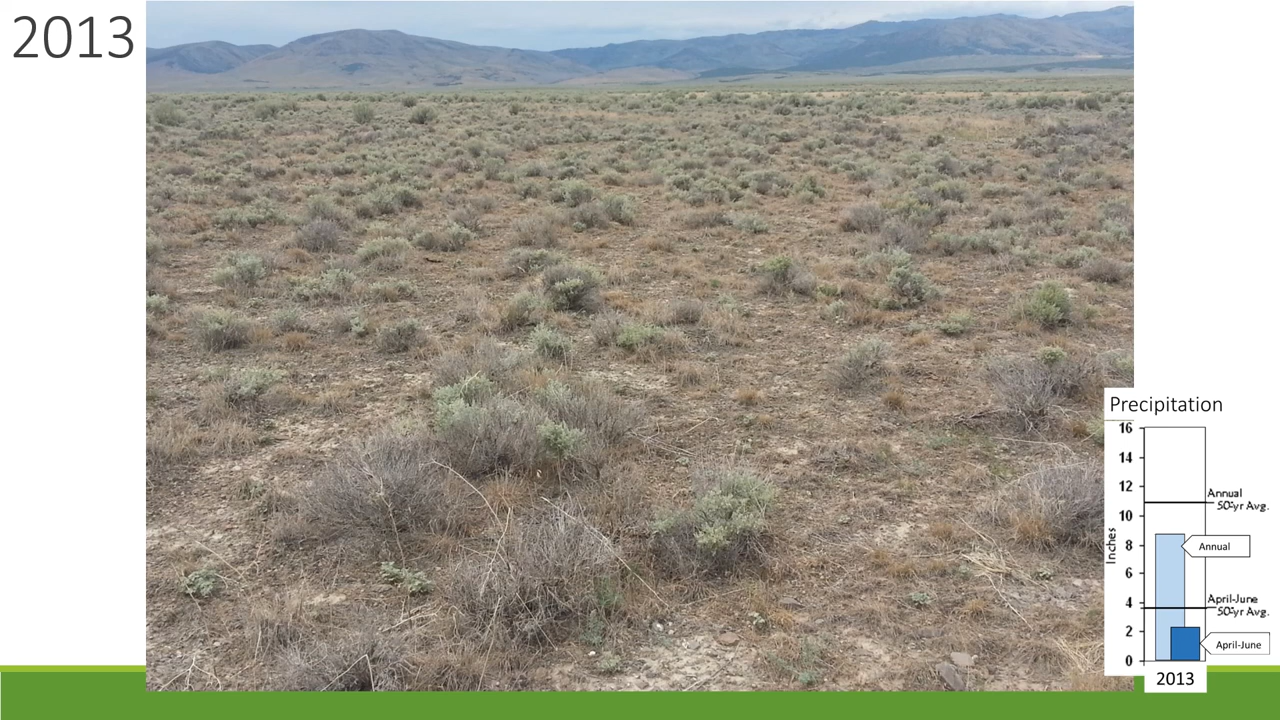 2013
Precipitation
16
14
12
10
8
6
4
2
0
Inches
Annual
50-yr Avg.
Annual
April-June
50-yr Avg.
April-June
2013